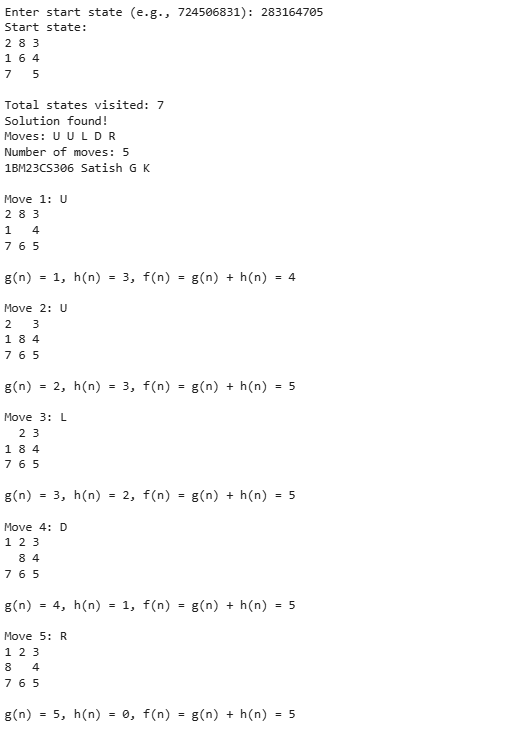 Enter start state (e.g., 724506831): 283164705
Start state:
2 8 3
1 6 4
7   5
Total states visited: 7
Solution found!
Moves: U U L D R
Number of moves: 5
1BM23CS306 Satish G K
Move 1: U
2 8 3
1   4
7 6 5
g(n) = 1, h(n) = 3, f(n) = g(n) + h(n) = 4
Move 2: U
2   3
1 8 4
7 6 5
g(n) = 2, h(n) = 3, f(n) = g(n) + h(n) = 5
Move 3: L
  2 3
1 8 4
7 6 5
g(n) = 3, h(n) = 2, f(n) = g(n) + h(n) = 5
Move 4: D
1 2 3
  8 4
7 6 5
g(n) = 4, h(n) = 1, f(n) = g(n) + h(n) = 5
Move 5: R
1 2 3
8   4
7 6 5
g(n) = 5, h(n) = 0, f(n) = g(n) + h(n) = 5